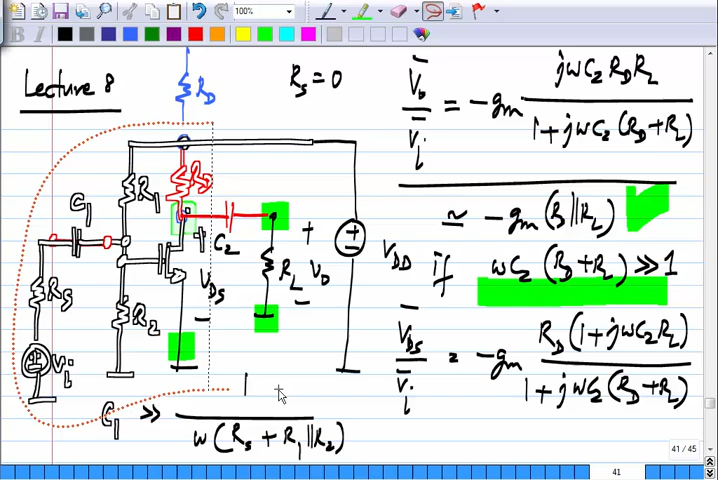 100%
B I
Lecture 8
R_D
R_S = 0
V_o / V_i = -g_m jωC_2 R_D R_L / 1 + jωC_2 (R_D + R_L)
≃ -g_m (R_D || R_L)
if ωC_2 (R_D + R_L) >> 1
V_DS / V_i = -g_m R_D (1 + jωC_2 R_L) / 1 + jωC_2 (R_D + R_L)
R_D
C_1
R_1
+
C_2
+
R_S
V_DS
R_L
V_O
V_DD
R_2
-
-
V_i
C_1 >> 1 / ω (R_S + R_1 || R_2)
41 / 45
41